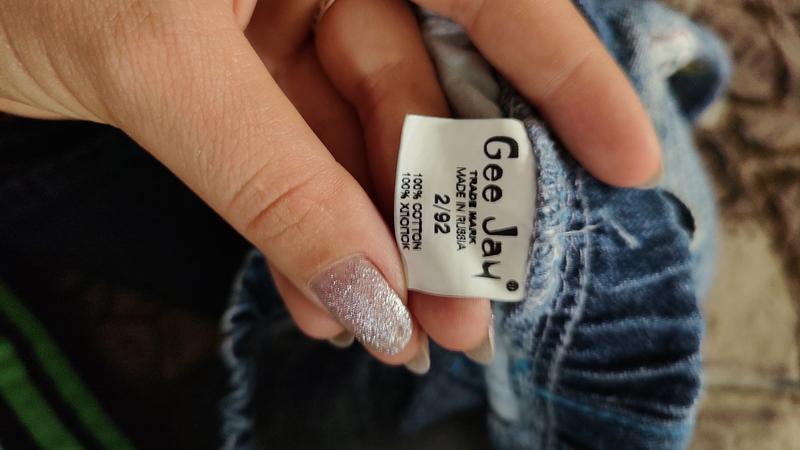 Gee Jay®
TRADE MARK
MADE IN RUSSIA
2/92
100% COTTON
100% ХЛОПОК